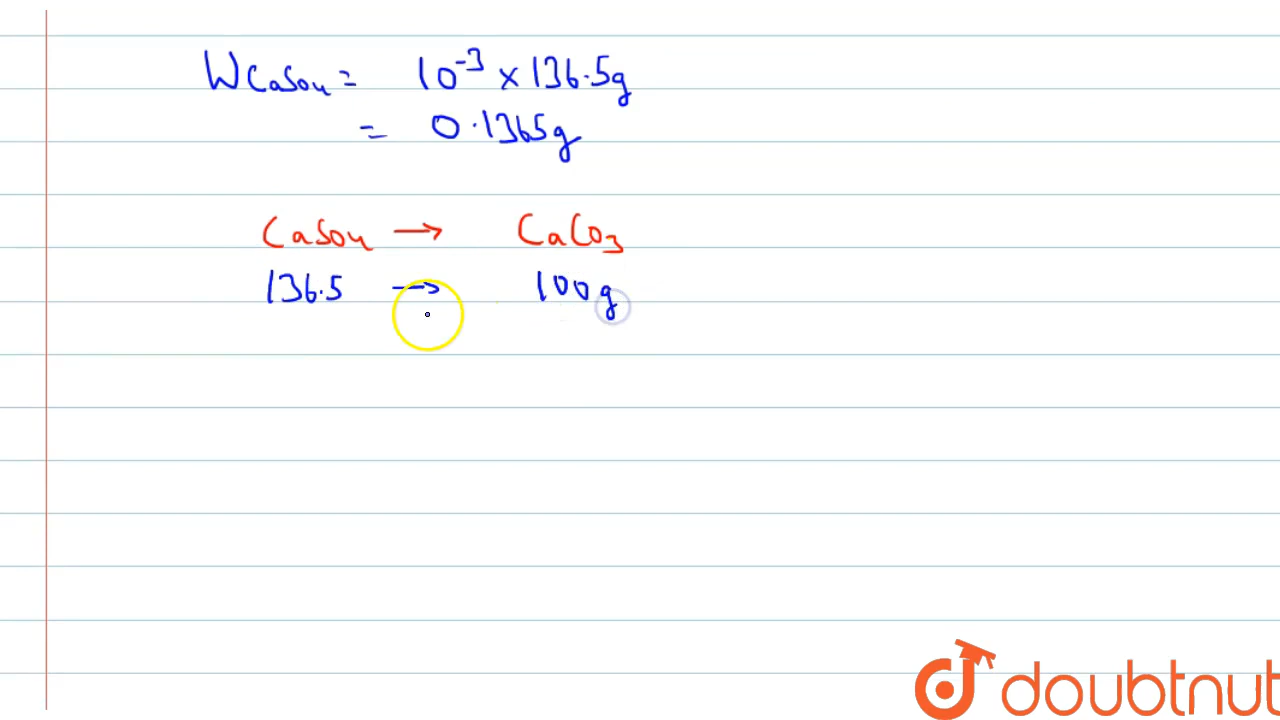 WCaSO4 = 10⁻³ × 136.5g
= 0.1365g
CaSO4 → CaCO3
136.5 → 100g
doubtnut